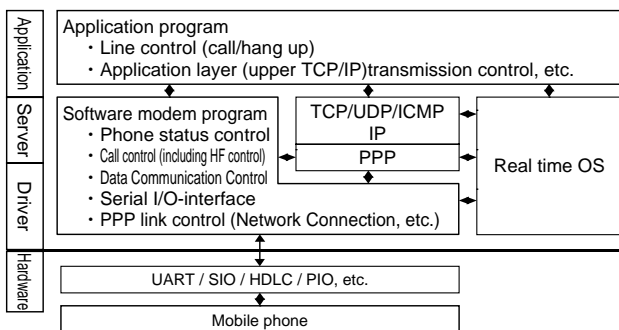 Application
Application program
・Line control (call/hang up)
・Application layer (upper TCP/IP)transmission control, etc.
Server
Driver
Software modem program
・Phone status control
・Call control (including HF control)
・Data Communication Control
・Serial I/O-interface
・PPP link control (Network Connection, etc.)
TCP/UDP/ICMP
IP
PPP
Real time OS
Hardware
UART / SIO / HDLC / PIO, etc.
Mobile phone